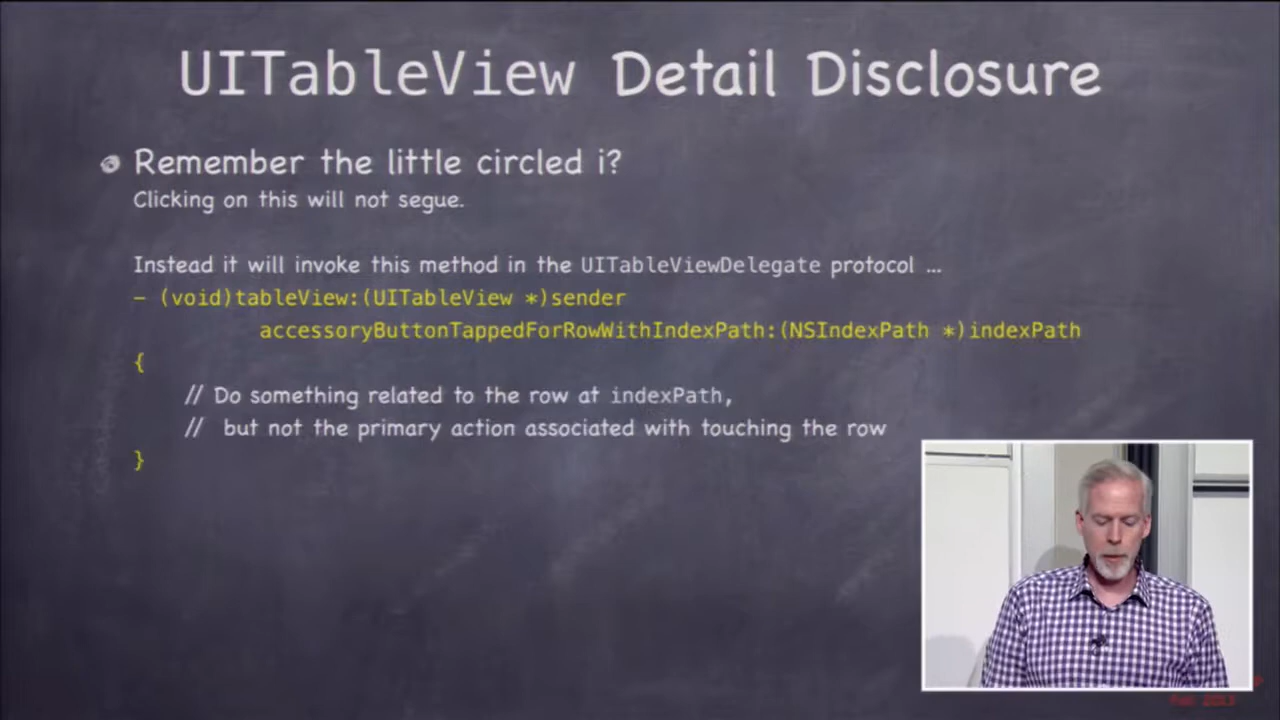 UITableView Detail Disclosure
Remember the little circled i?
Clicking on this will not segue.
Instead it will invoke this method in the UITableViewDelegate protocol ...
- (void)tableView:(UITableView *)sender
accessoryButtonTappedForRowWithIndexPath:(NSIndexPath *)indexPath
{
// Do something related to the row at indexPath,
// but not the primary action associated with touching the row
}